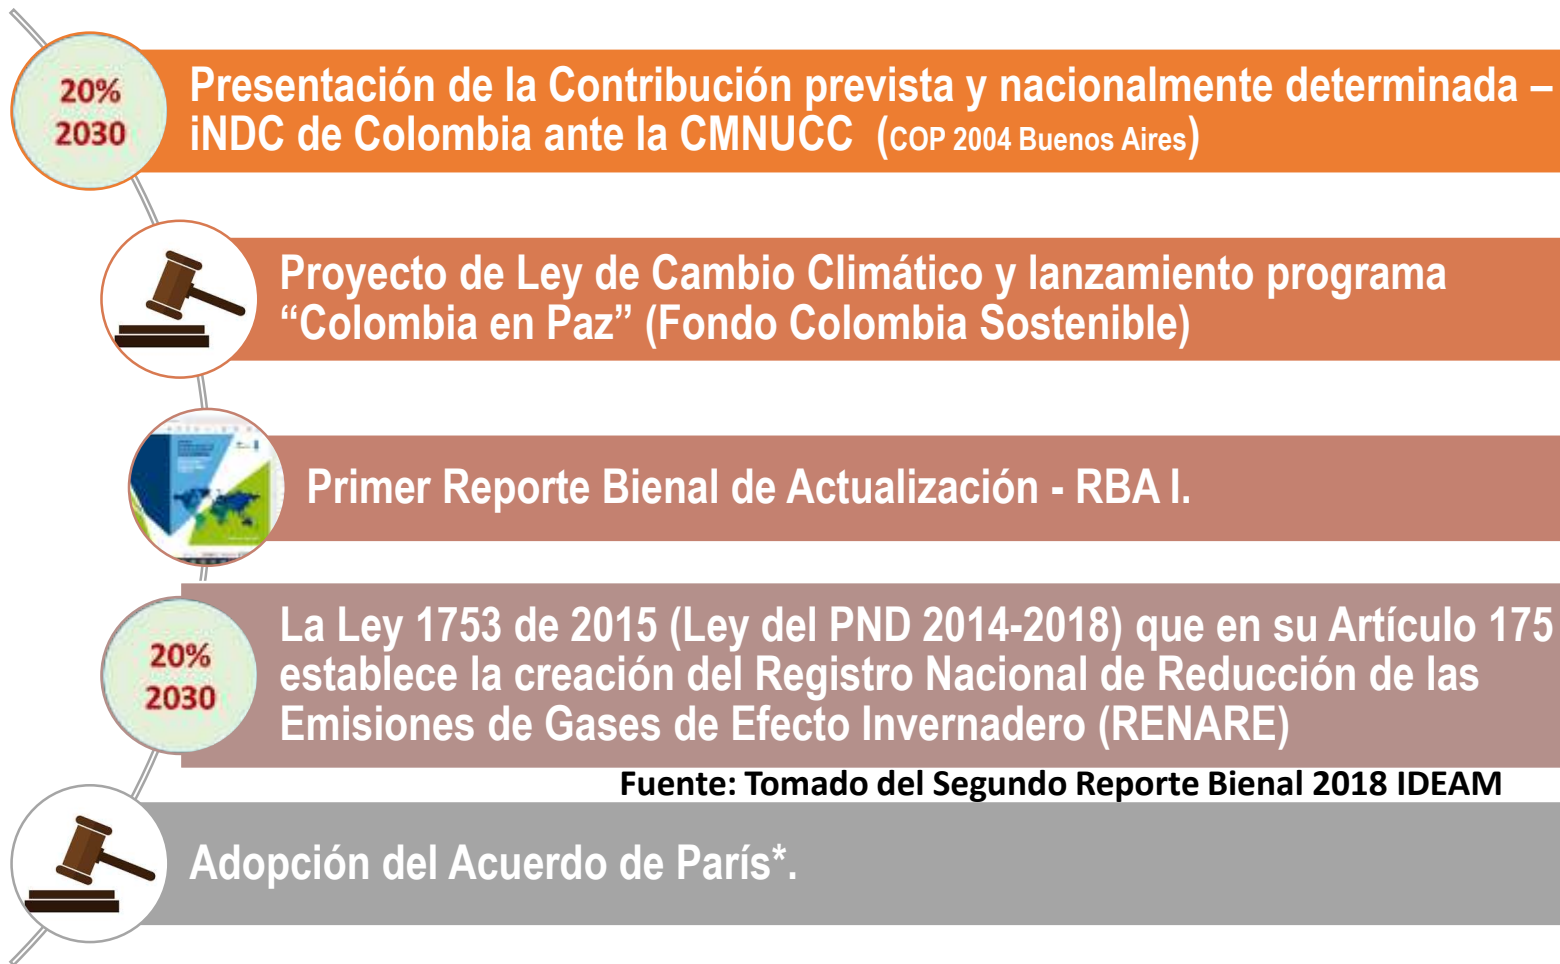 20%
2030
Presentación de la Contribución prevista y nacionalmente determinada –
iNDC de Colombia ante la CMNUCC (COP 2004 Buenos Aires)
Proyecto de Ley de Cambio Climático y lanzamiento programa
“Colombia en Paz” (Fondo Colombia Sostenible)
Primer Reporte Bienal de Actualización - RBA I.
20%
2030
La Ley 1753 de 2015 (Ley del PND 2014-2018) que en su Artículo 175
establece la creación del Registro Nacional de Reducción de las
Emisiones de Gases de Efecto Invernadero (RENARE)
Fuente: Tomado del Segundo Reporte Bienal 2018 IDEAM
Adopción del Acuerdo de París*.